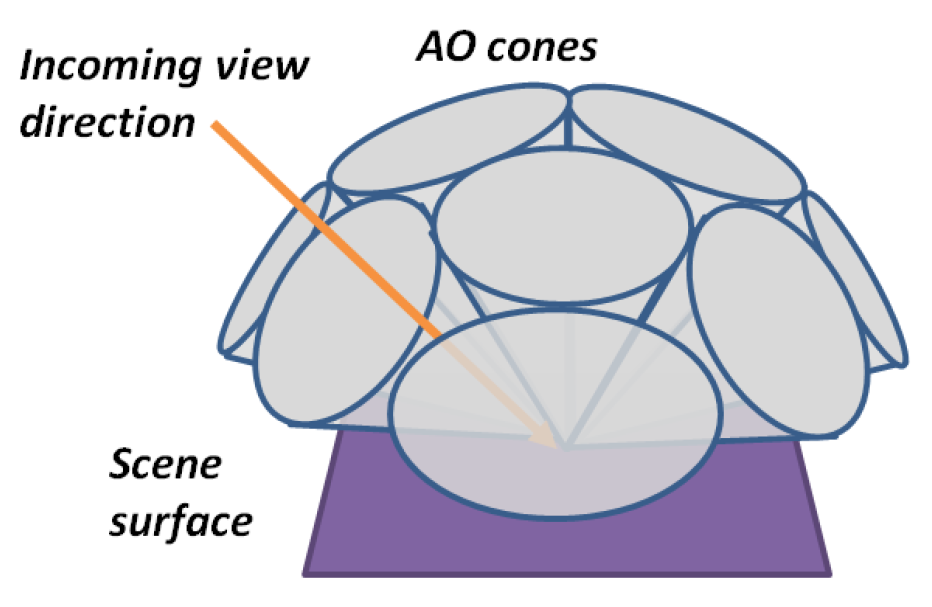 Incoming view
direction
AO cones
Scene
surface